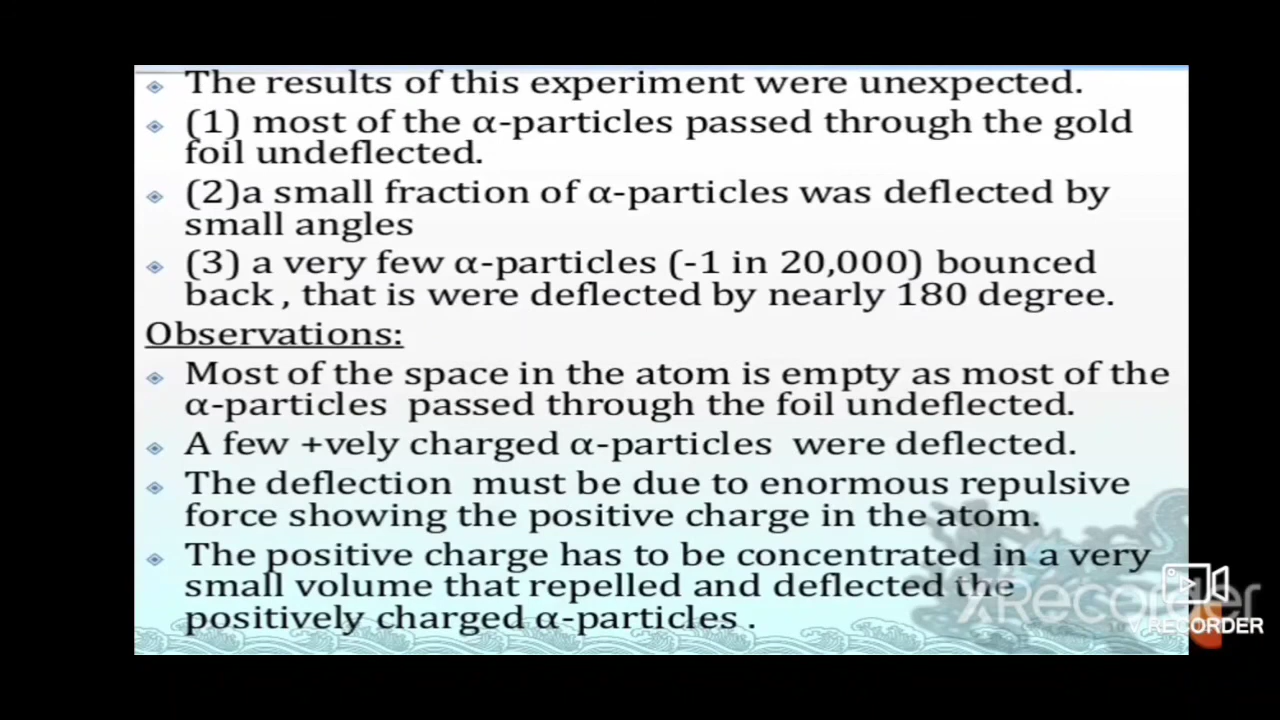 The results of this experiment were unexpected.
(1) most of the α-particles passed through the gold
foil undeflected.
(2)a small fraction of α-particles was deflected by
small angles
(3) a very few α-particles (-1 in 20,000) bounced
back , that is were deflected by nearly 180 degree.
Observations:
Most of the space in the atom is empty as most of the
α-particles passed through the foil undeflected.
A few +vely charged α-particles were deflected.
The deflection must be due to enormous repulsive
force showing the positive charge in the atom.
The positive charge has to be concentrated in a very
small volume that repelled and deflected the
positively charged α-particles .
XRecorder
V RECORDER